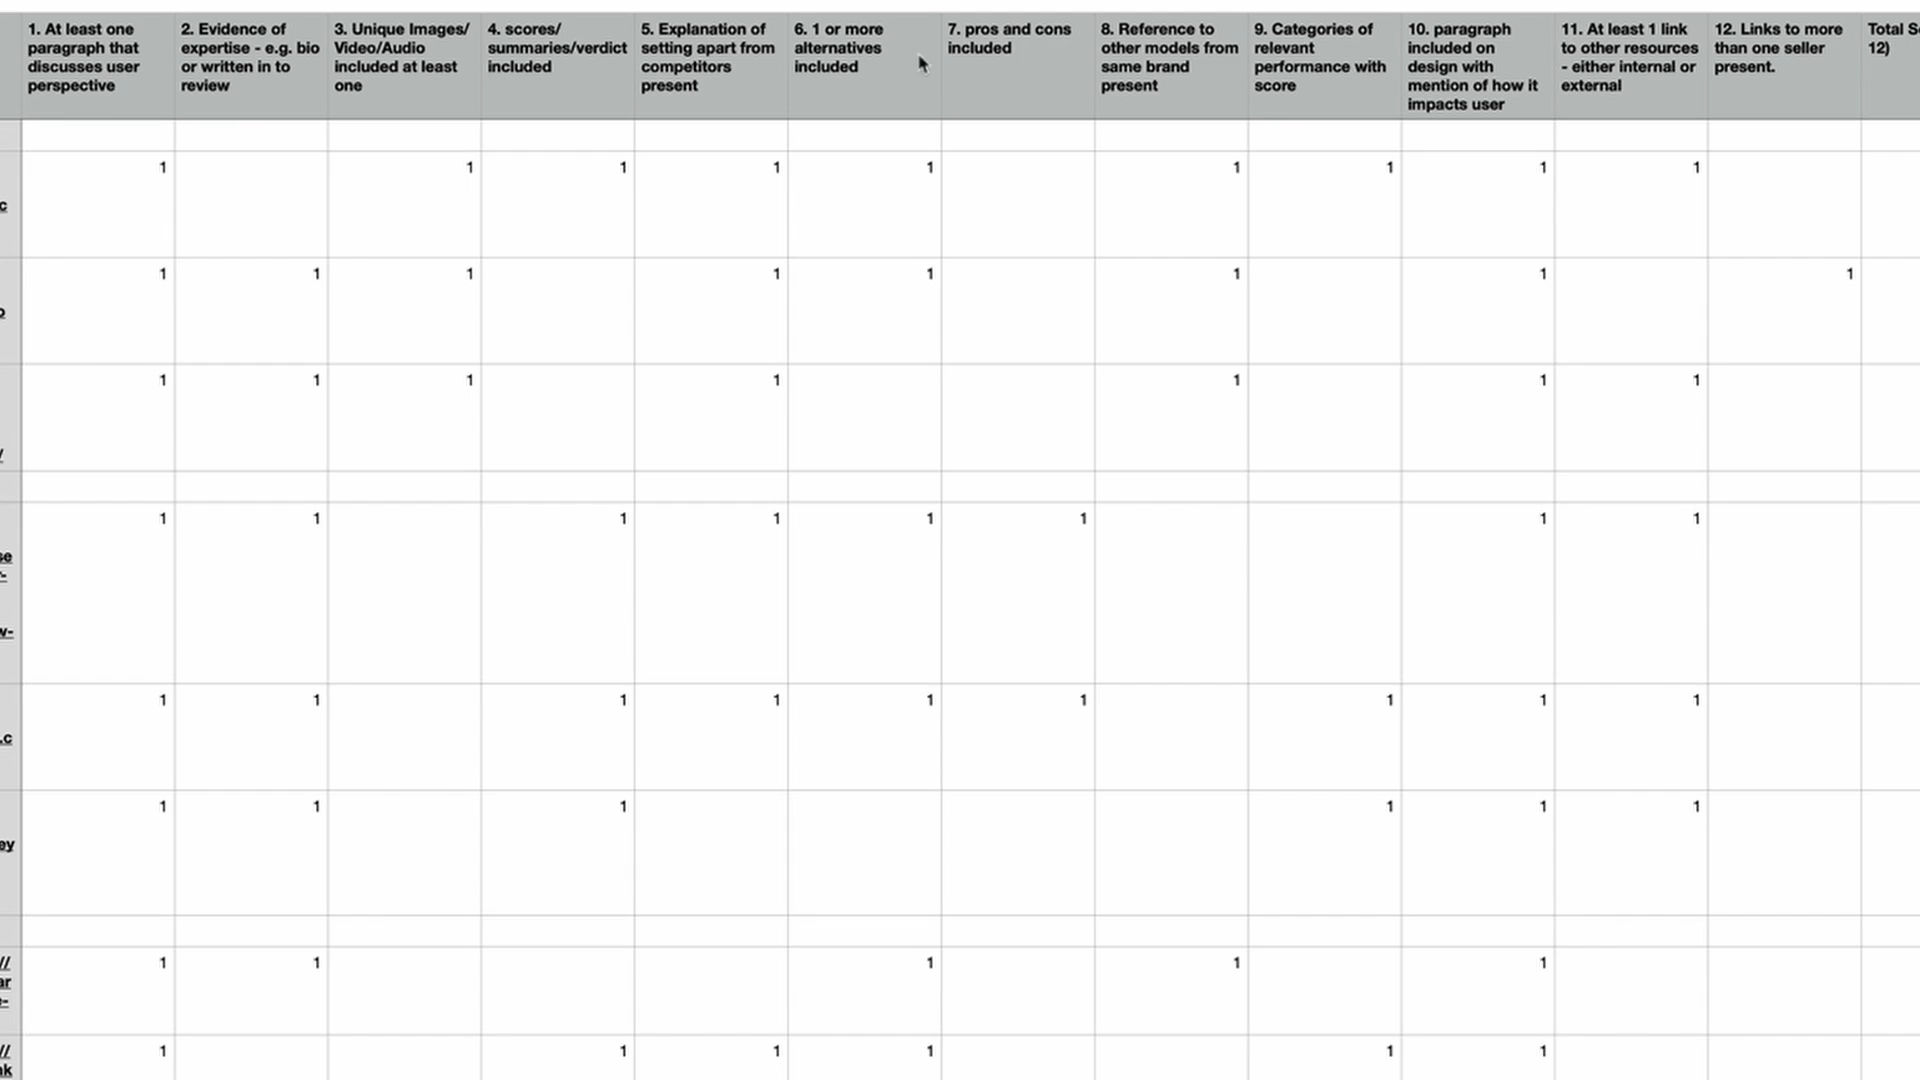 1. At least one
paragraph that
discusses user
perspective
2. Evidence of
expertise - e.g. bio
or written in to
review
3. Unique Images/
Video/Audio
included at least
one
4. scores/
summaries/verdict
included
5. Explanation of
setting apart from
competitors
present
6. 1 or more
alternatives
included
7. pros and cons
included
8. Reference to
other models from
same brand
present
9. Categories of
relevant
performance with
score
10. paragraph
included on
design with
mention of how it
impacts user
11. At least 1 link
to other resources
- either internal or
external
12. Links to more
than one seller
present.
Total
12)
1 1 1 1 1 1 1 1 1
c
1 1 1 1 1 1 1 1
1 1 1 1 1 1 1
/
1 1 1 1 1 1 1 1
se
r-
w-
1 1 1 1 1 1 1 1 1
.c
1 1 1 1 1 1
ey
1 1 1 1 1
//
ar
e-
1 1 1 1 1 1
//
nk